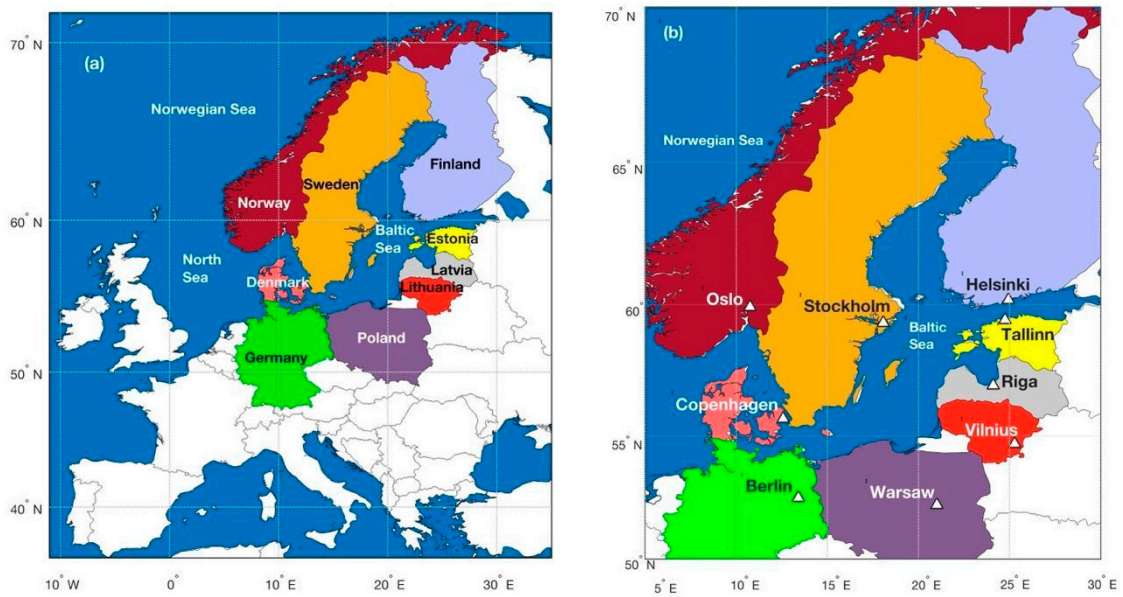 (a)
70° N
60° N
50° N
40° N
10° W
0°
10° E
20° E
30° E
Norwegian Sea
Finland
Sweden
Norway
Baltic
Sea
Estonia
North
Sea
Latvia
Denmark
Lithuania
Poland
Germany
(b)
70° N
65° N
60° N
55° N
50° N
5° E
10° E
15° E
20° E
25° E
30° E
Norwegian Sea
Helsinki
Oslo
Stockholm
Baltic
Sea
Tallinn
Riga
Copenhagen
Vilnius
Berlin
Warsaw